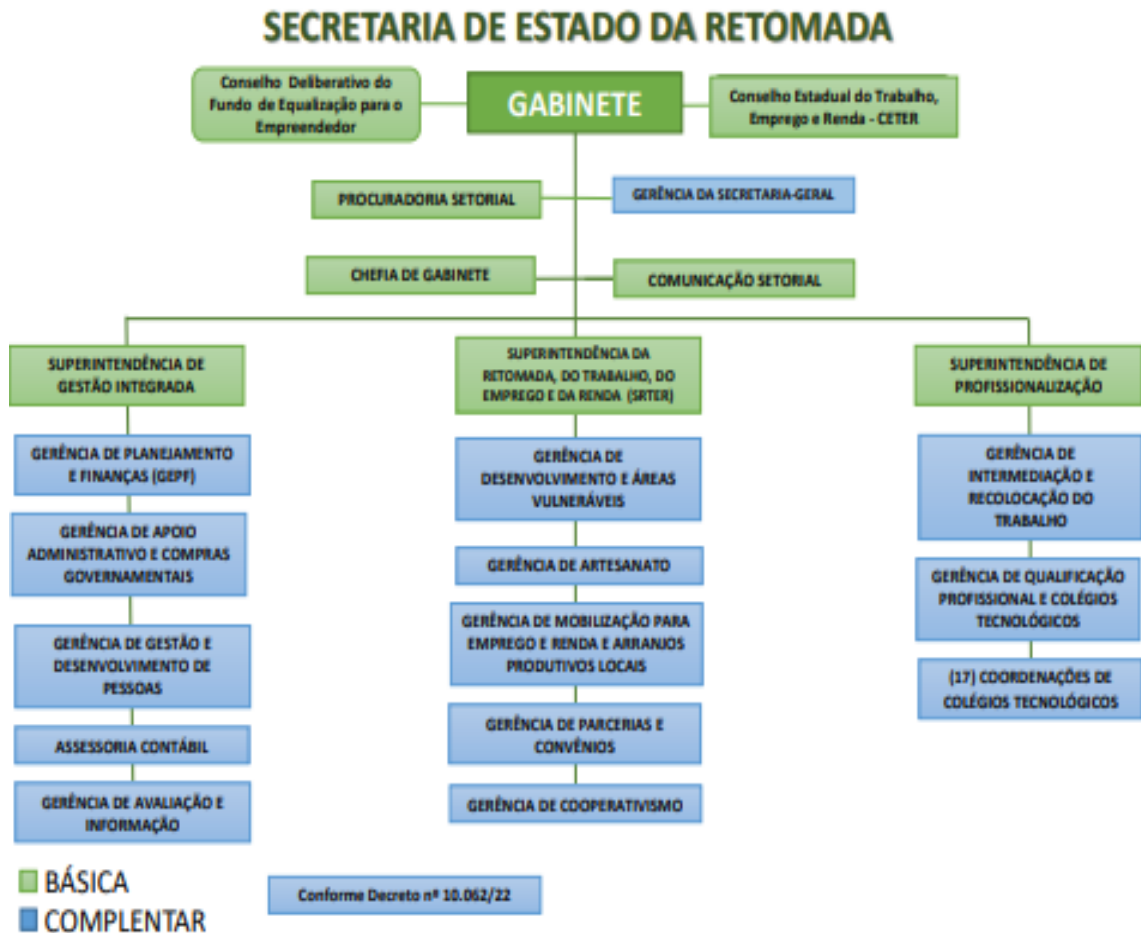 SECRETARIA DE ESTADO DA RETOMADA
Conselho Deliberativo do
Fundo de Equalização para o
Empreendedor
GABINETE
Conselho Estadual do Trabalho,
Emprego e Renda - CETER
PROCURADORIA SETORIAL
GERÊNCIA DA SECRETARIA-GERAL
CHEFIA DE GABINETE
COMUNICAÇÃO SETORIAL
SUPERINTENDÊNCIA DE
GESTÃO INTEGRADA
GERÊNCIA DE PLANEJAMENTO
E FINANÇAS (GEPF)
GERÊNCIA DE APOIO
ADMINISTRATIVO E COMPRAS
GOVERNAMENTAIS
GERÊNCIA DE GESTÃO E
DESENVOLVIMENTO DE
PESSOAS
ASSESSORIA CONTÁBIL
GERÊNCIA DE AVALIAÇÃO E
INFORMAÇÃO
SUPERINTENDÊNCIA DA
RETOMADA, DO TRABALHO, DO
EMPREGO E DA RENDA (SRTER)
GERÊNCIA DE
DESENVOLVIMENTO E ÁREAS
VULNERÁVEIS
GERÊNCIA DE ARTESANATO
GERÊNCIA DE MOBILIZAÇÃO PARA
EMPREGO E RENDA E ARRANJOS
PRODUTIVOS LOCAIS
GERÊNCIA DE PARCERIAS E
CONVÊNIOS
GERÊNCIA DE COOPERATIVISMO
SUPERINTENDÊNCIA DE
PROFISSIONALIZAÇÃO
GERÊNCIA DE
INTERMEDIAÇÃO E
RECOLOCAÇÃO DO
TRABALHO
GERÊNCIA DE QUALIFICAÇÃO
PROFISSIONAL E COLÉGIOS
TECNOLÓGICOS
(17) COORDENAÇÕES DE
COLÉGIOS TECNOLÓGICOS
BÁSICA
COMPLENTAR
Conforme Decreto nº 10.062/22